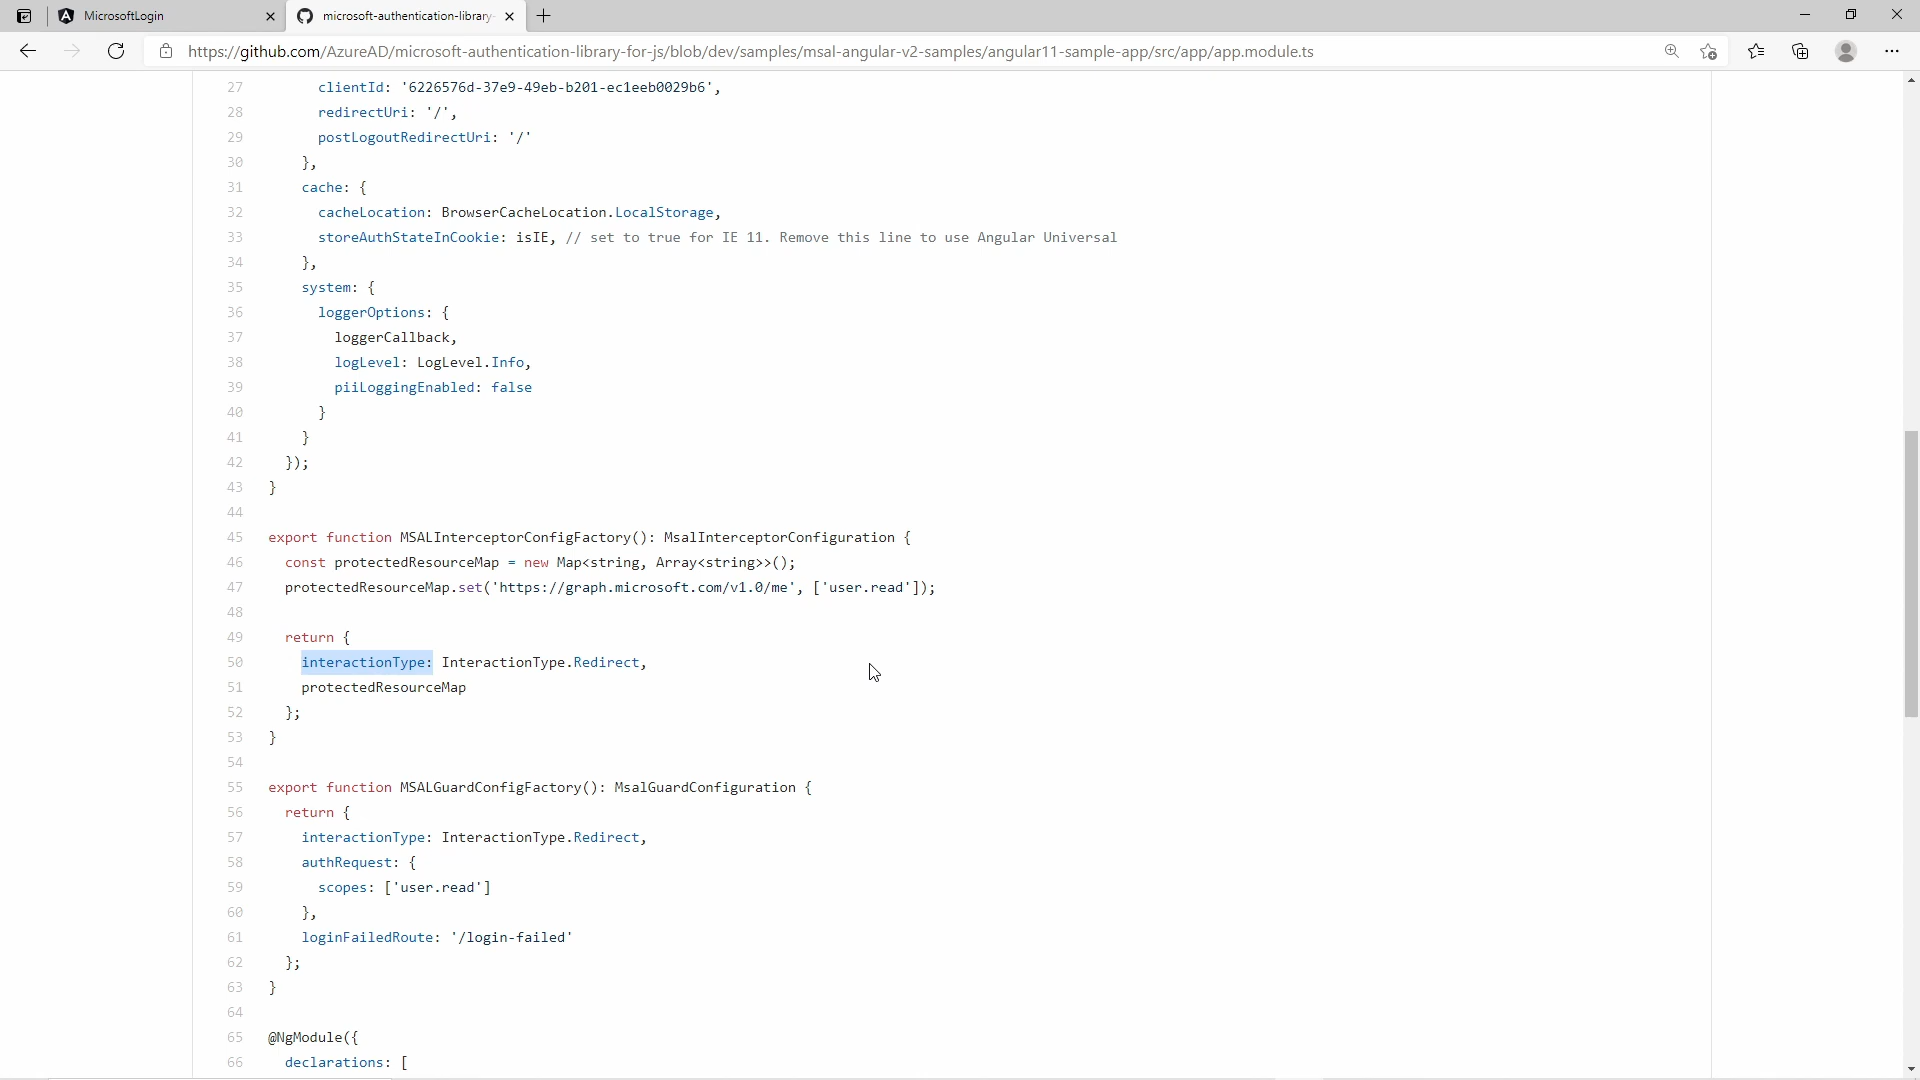 MicrosoftLogin
microsoft-authentication-library-
https://github.com/AzureAD/microsoft-authentication-library-for-js/blob/dev/samples/msal-angular-v2-samples/angular11-sample-app/src/app/app.module.ts
27 clientId: '6226576d-37e9-49eb-b201-ec1eeb0029b6',
28 redirectUri: '/',
29 postLogoutRedirectUri: '/'
30 },
31 cache: {
32 cacheLocation: BrowserCacheLocation.LocalStorage,
33 storeAuthStateInCookie: isIE, // set to true for IE 11. Remove this line to use Angular Universal
34 },
35 system: {
36 loggerOptions: {
37 loggerCallback,
38 logLevel: LogLevel.Info,
39 piiLoggingEnabled: false
40 }
41 }
42 });
43 }
44
45 export function MSALInterceptorConfigFactory(): MsalInterceptorConfiguration {
46 const protectedResourceMap = new Map<string, Array<string>>();
47 protectedResourceMap.set('https://graph.microsoft.com/v1.0/me', ['user.read']);
48
49 return {
50 interactionType: InteractionType.Redirect,
51 protectedResourceMap
52 };
53 }
54
55 export function MSALGuardConfigFactory(): MsalGuardConfiguration {
56 return {
57 interactionType: InteractionType.Redirect,
58 authRequest: {
59 scopes: ['user.read']
60 },
61 loginFailedRoute: '/login-failed'
62 };
63 }
64
65 @NgModule({
66 declarations: [